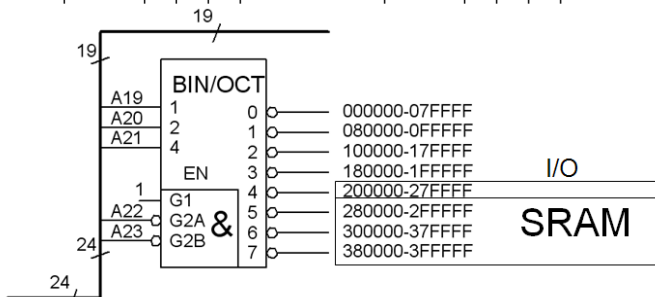 19
19
BIN/OCT
A19 1 0 000000-07FFFF
A20 2 1 080000-0FFFFF
A21 4 2 100000-17FFFF
3 180000-1FFFFF I/O
EN
1 G1 4 200000-27FFFF
A22 G2A & 5 280000-2FFFFF SRAM
A23 G2B 6 300000-37FFFF
24 7 380000-3FFFFF
24